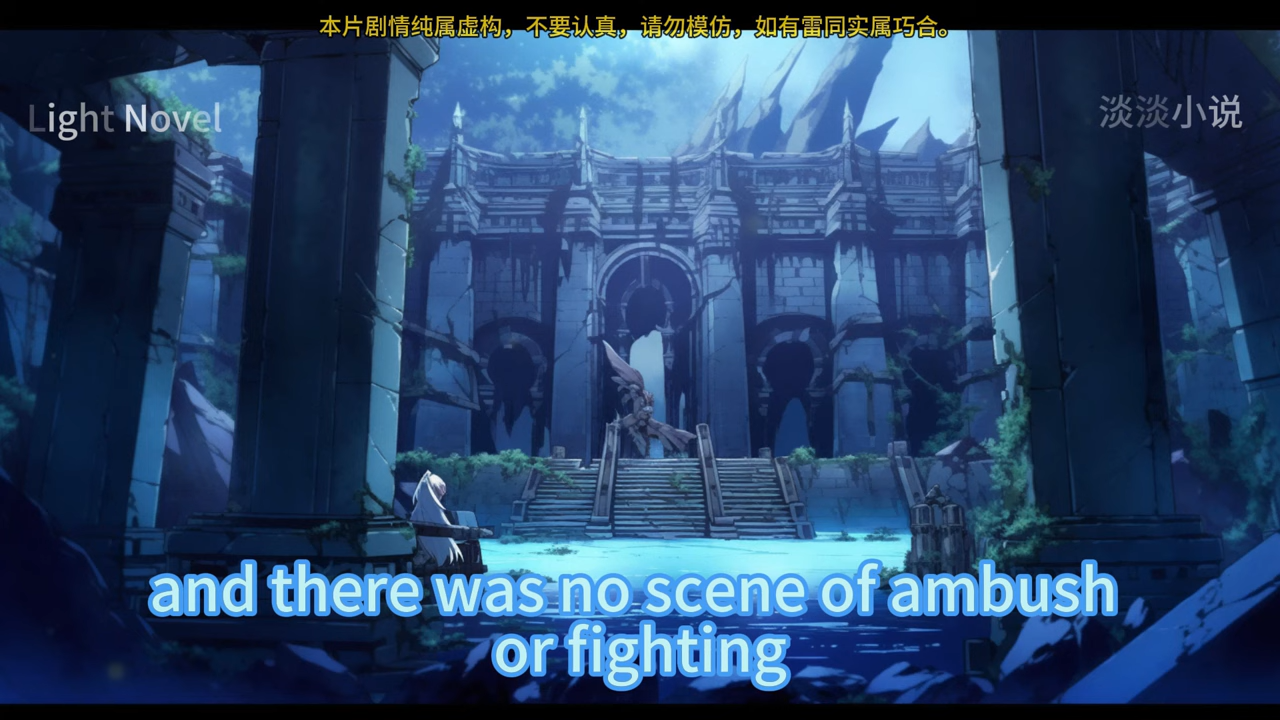 本片剧情纯属虚构，不要认真，请勿模仿，如有雷同实属巧合。
Light Novel
淡淡小说
and there was no scene of ambush
or fighting